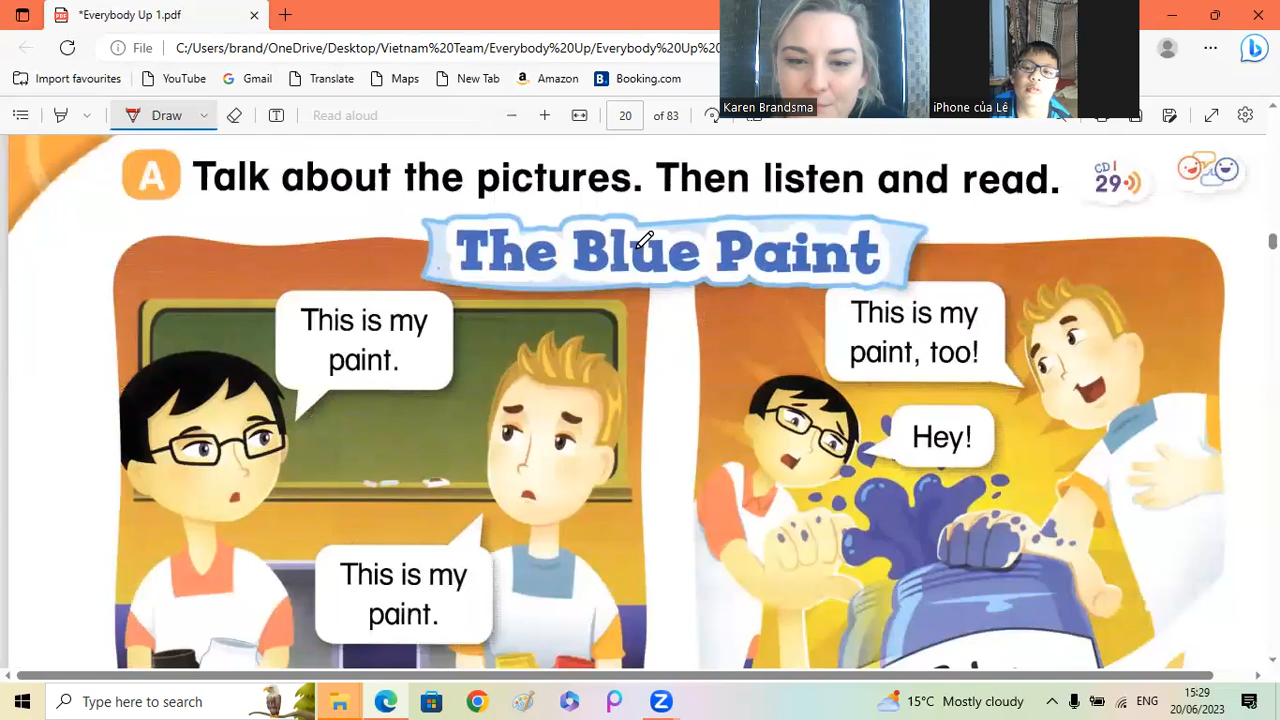 *Everybody Up 1.pdf
File
C:/Users/brand/OneDrive/Desktop/Vietnam%20Team/Everybody%20Up/Everybody%20Up%20
Import favourites
YouTube
Gmail
Translate
Maps
New Tab
Amazon
Booking.com
Karen Brandsma
iPhone của Lê
Draw
Read aloud
20
of 83
A Talk about the pictures. Then listen and read.
CD 1
29
The Blue Paint
This is my
paint.
This is my
paint.
This is my
paint, too!
Hey!
Type here to search
15°C Mostly cloudy
ENG
15:29
20/06/2023